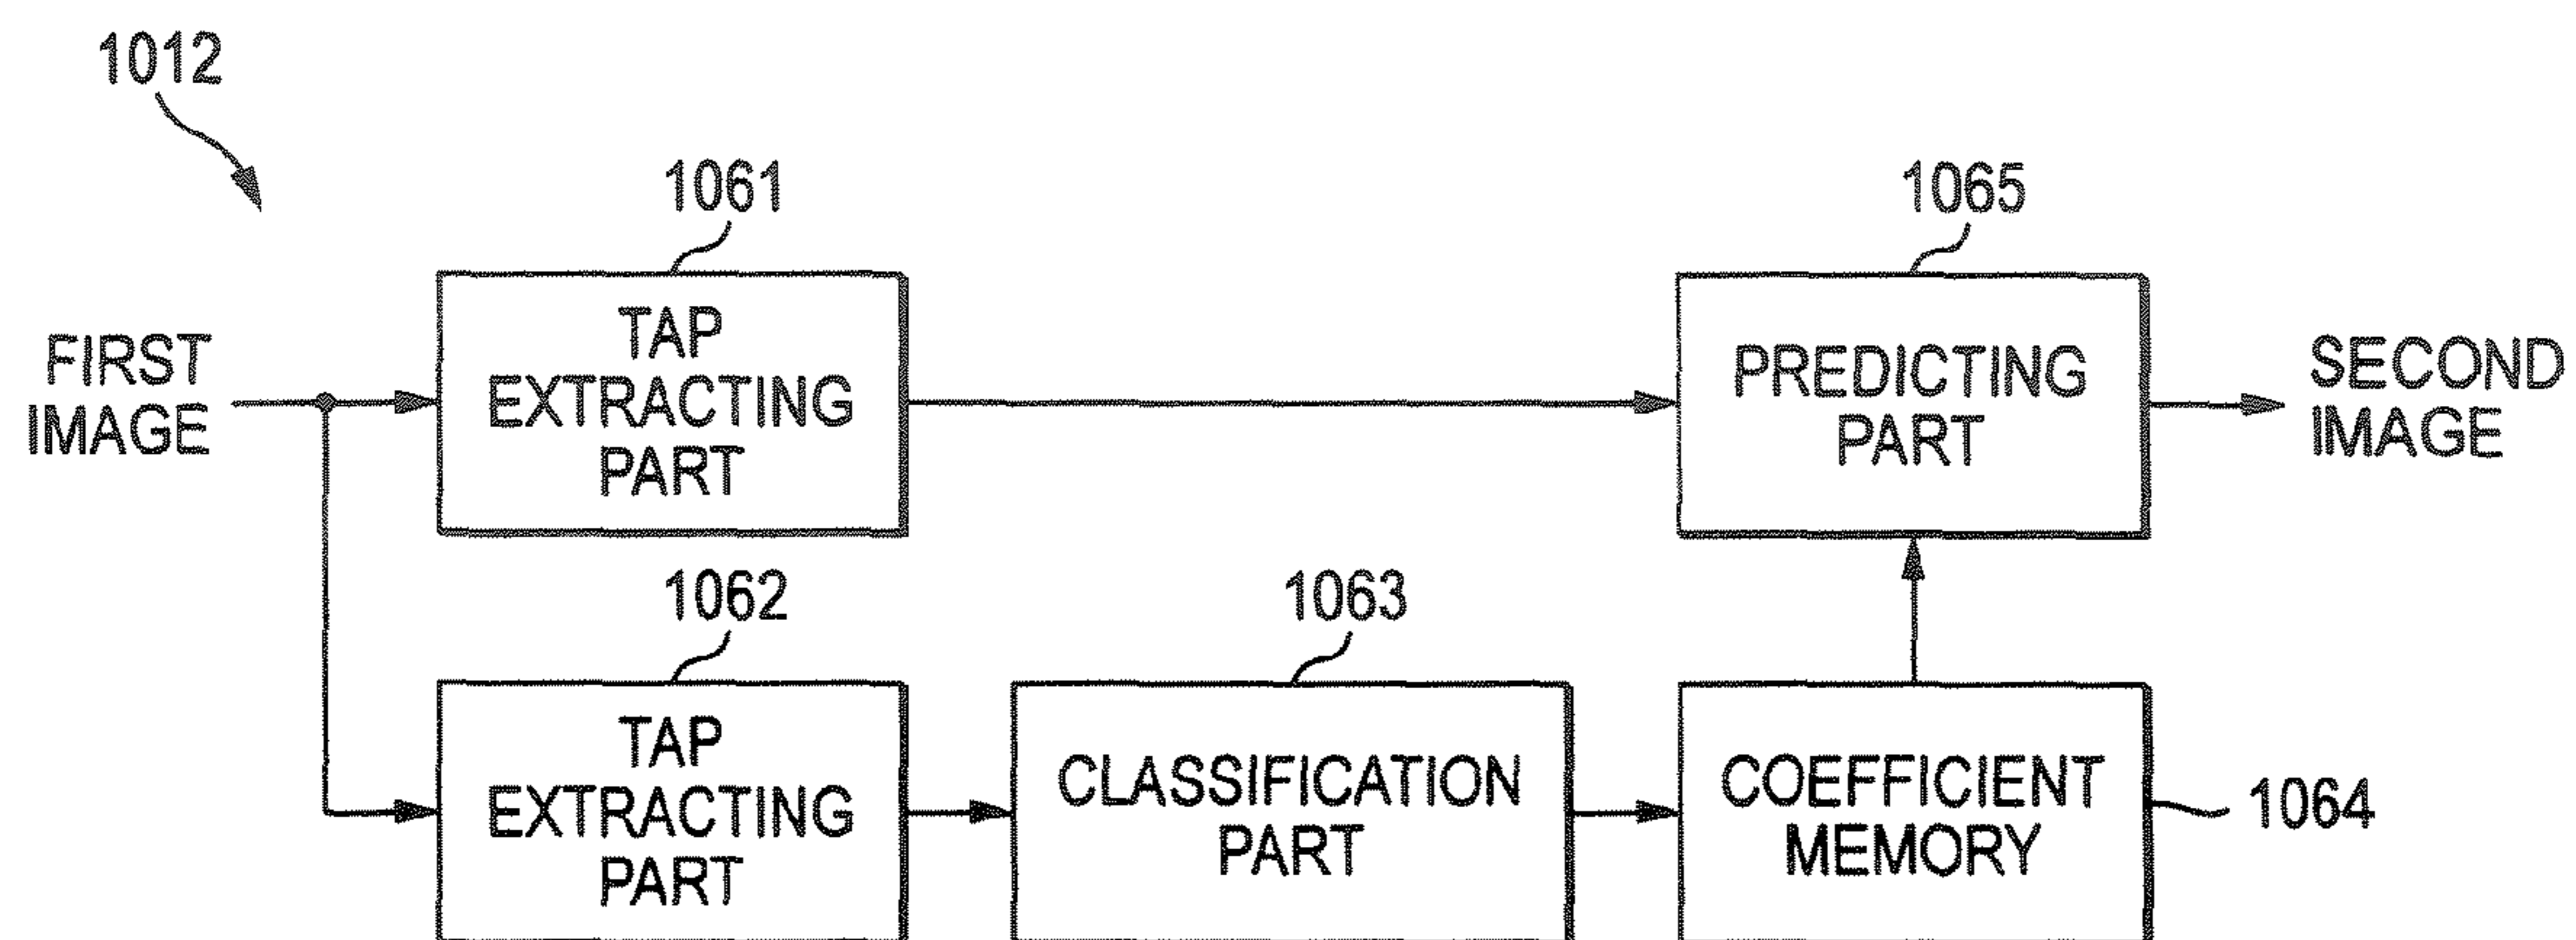 1012
1061
1065
FIRST
IMAGE
TAP
EXTRACTING
PART
PREDICTING
PART
SECOND
IMAGE
1062
1063
TAP
EXTRACTING
PART
CLASSIFICATION
PART
COEFFICIENT
MEMORY
1064